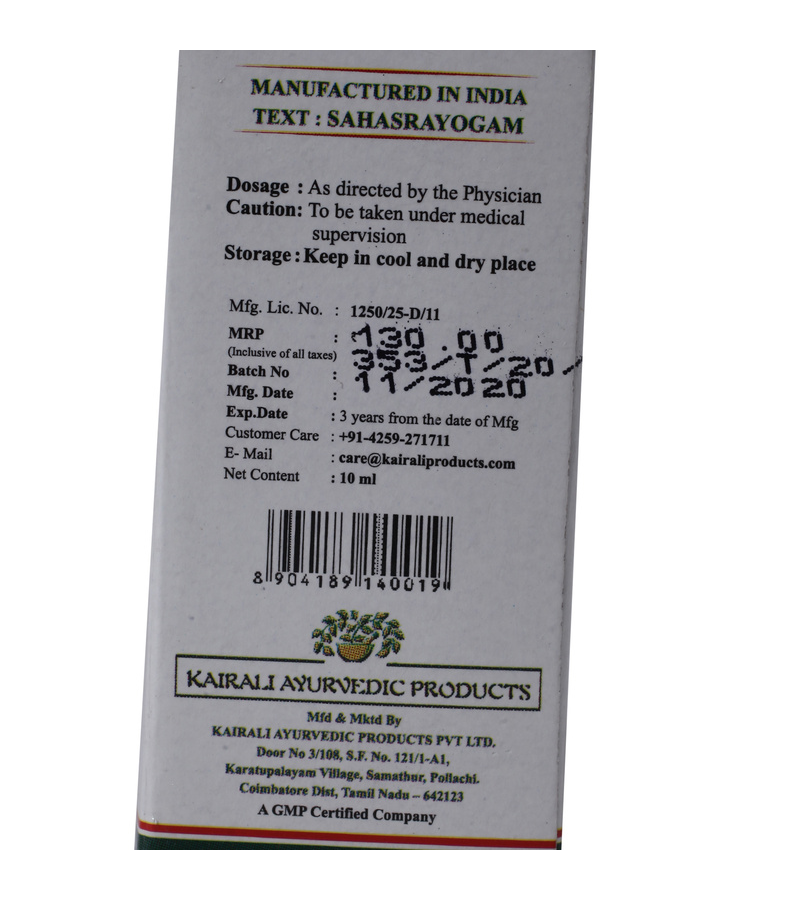 MANUFACTURED IN INDIA
TEXT : SAHASRAYOGAM
Dosage : As directed by the Physician
Caution: To be taken under medical
supervision
Storage : Keep in cool and dry place
Mfg. Lic. No. : 1250/25-D/11
MRP : 130.00
(Inclusive of all taxes)
Batch No : 353/T/20/
Mfg. Date : 11/2020
Exp.Date : 3 years from the date of Mfg
Customer Care : +91-4259-271711
E- Mail : care@kairaliproducts.com
Net Content : 10 ml
8 904189 140019
KAIRALI AYURVEDIC PRODUCTS
Mfd & Mktd By
KAIRALI AYURVEDIC PRODUCTS PVT LTD.
Door No 3/108, S.F. No. 121/1-A1,
Karatupalayam Village, Samathur, Pollachi.
Coimbatore Dist, Tamil Nadu – 642123
A GMP Certified Company